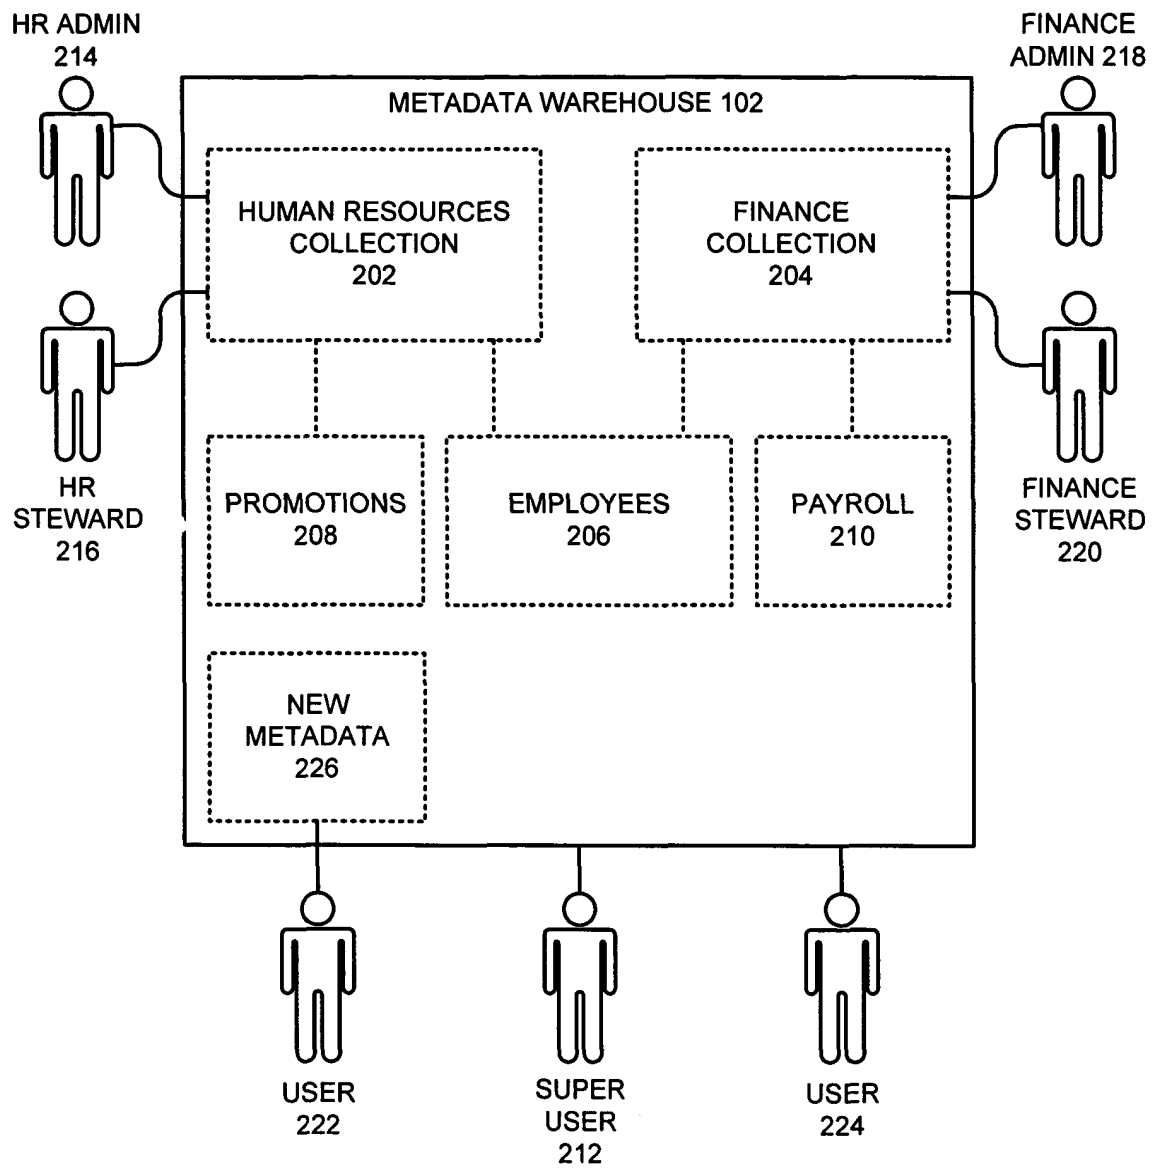 HR ADMIN
214
FINANCE
ADMIN 218
METADATA WAREHOUSE 102
HUMAN RESOURCES
COLLECTION
202
FINANCE
COLLECTION
204
HR
STEWARD
216
PROMOTIONS
208
EMPLOYEES
206
PAYROLL
210
FINANCE
STEWARD
220
NEW
METADATA
226
USER
222
SUPER
USER
212
USER
224